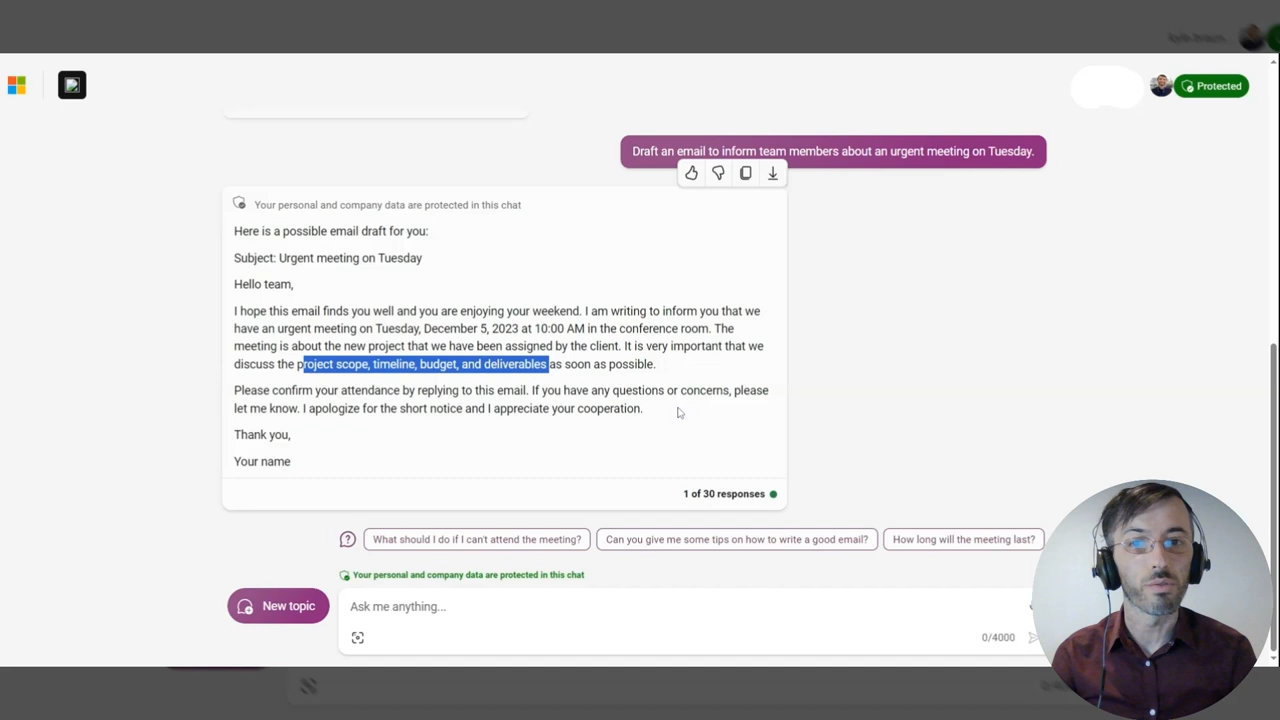 Protected
Draft an email to inform team members about an urgent meeting on Tuesday.
Your personal and company data are protected in this chat
Here is a possible email draft for you:
Subject: Urgent meeting on Tuesday
Hello team,
I hope this email finds you well and you are enjoying your weekend. I am writing to inform you that we
have an urgent meeting on Tuesday, December 5, 2023 at 10:00 AM in the conference room. The
meeting is about the new project that we have been assigned by the client. It is very important that we
discuss the project scope, timeline, budget, and deliverables as soon as possible.
Please confirm your attendance by replying to this email. If you have any questions or concerns, please
let me know. I apologize for the short notice and I appreciate your cooperation.
Thank you,
Your name
1 of 30 responses
What should I do if I can't attend the meeting?
Can you give me some tips on how to write a good email?
How long will the meeting last?
Your personal and company data are protected in this chat
New topic
Ask me anything...
0/4000